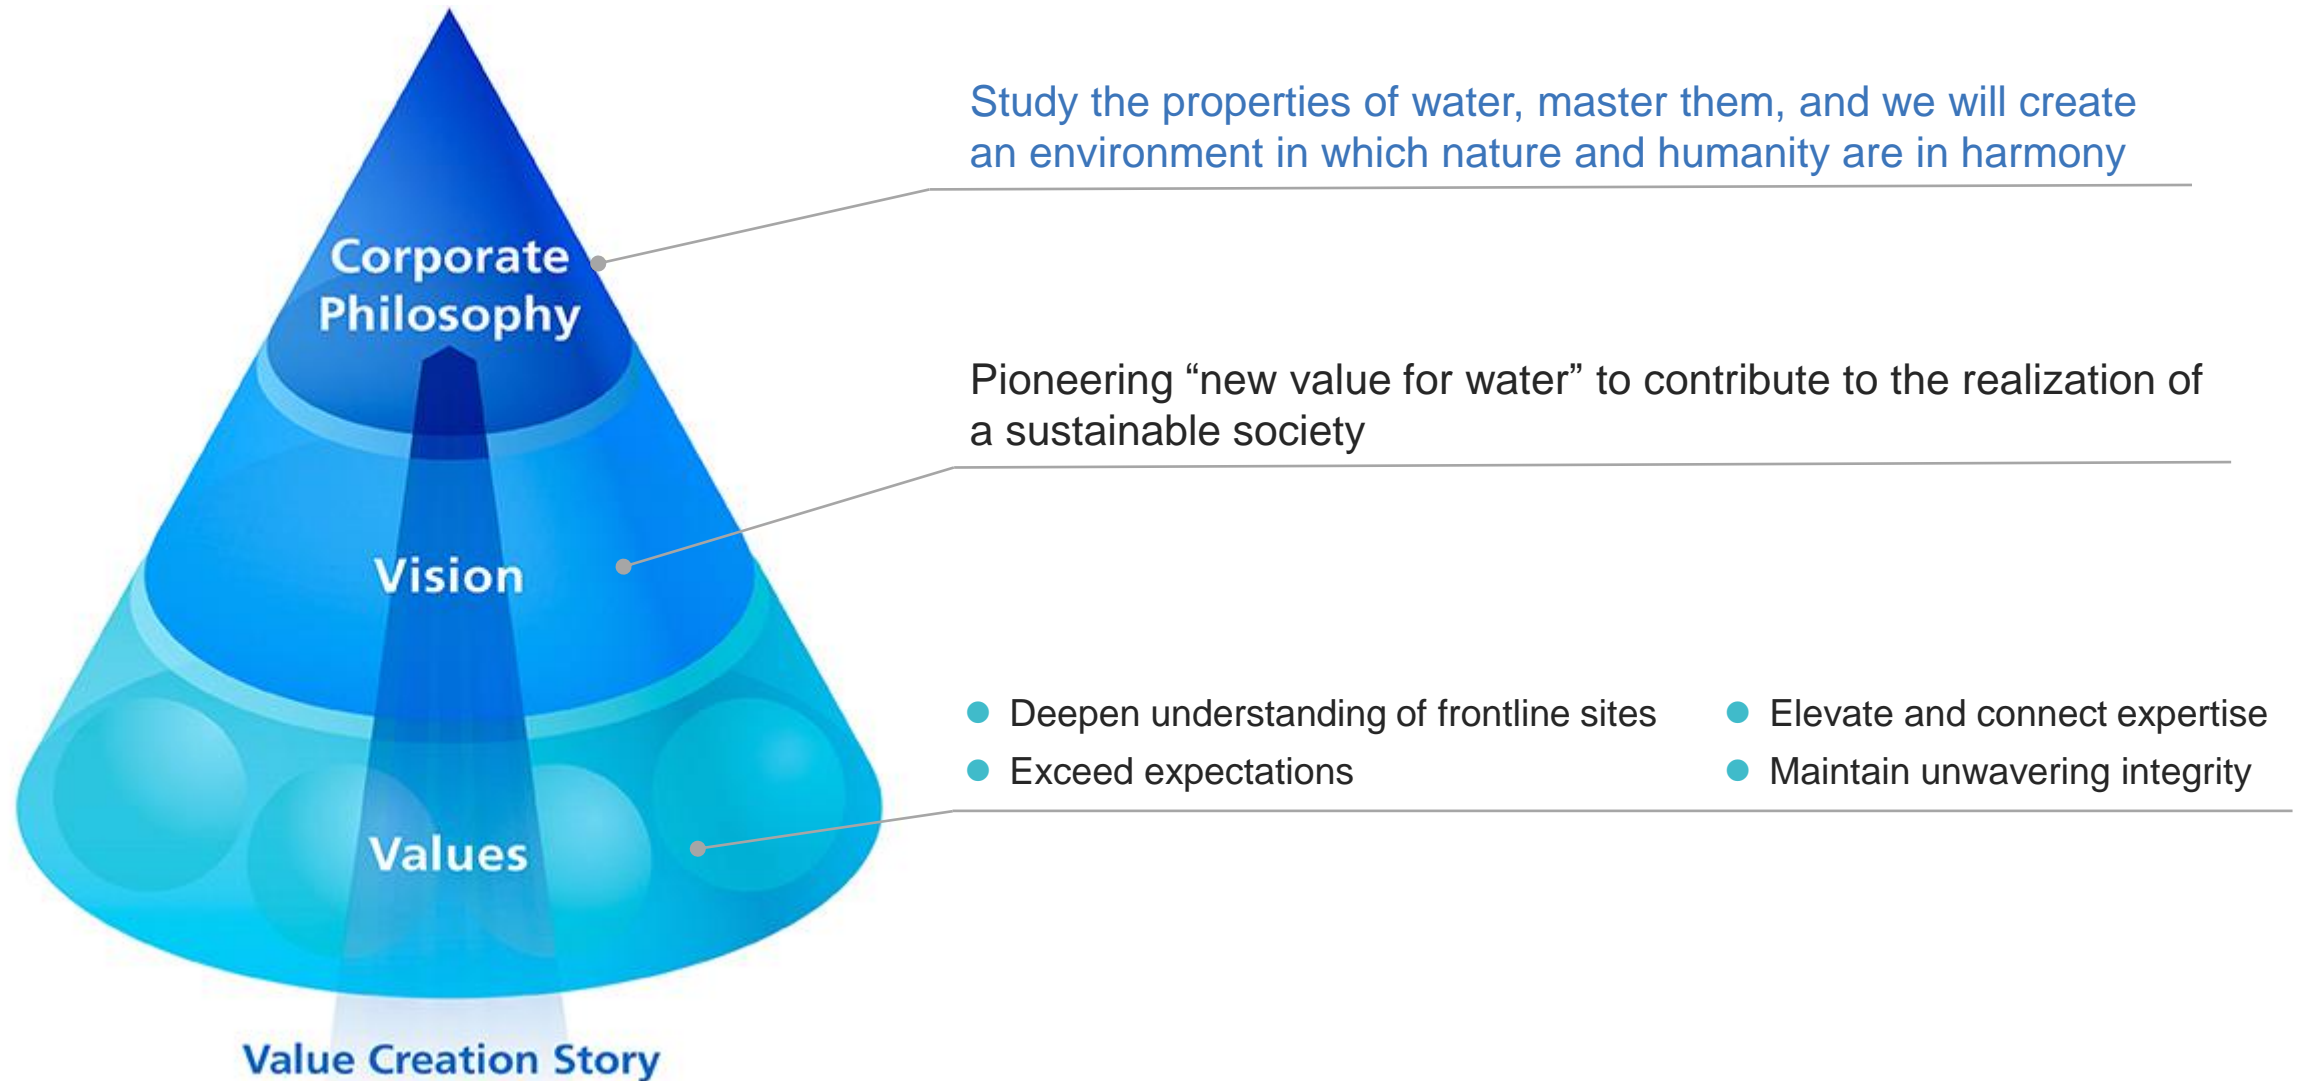 Study the properties of water, master them, and we will create
an environment in which nature and humanity are in harmony
Corporate
Philosophy
Pioneering “new value for water” to contribute to the realization of
a sustainable society
Vision
Deepen understanding of frontline sites
Exceed expectations
Elevate and connect expertise
Maintain unwavering integrity
Values
Value Creation Story